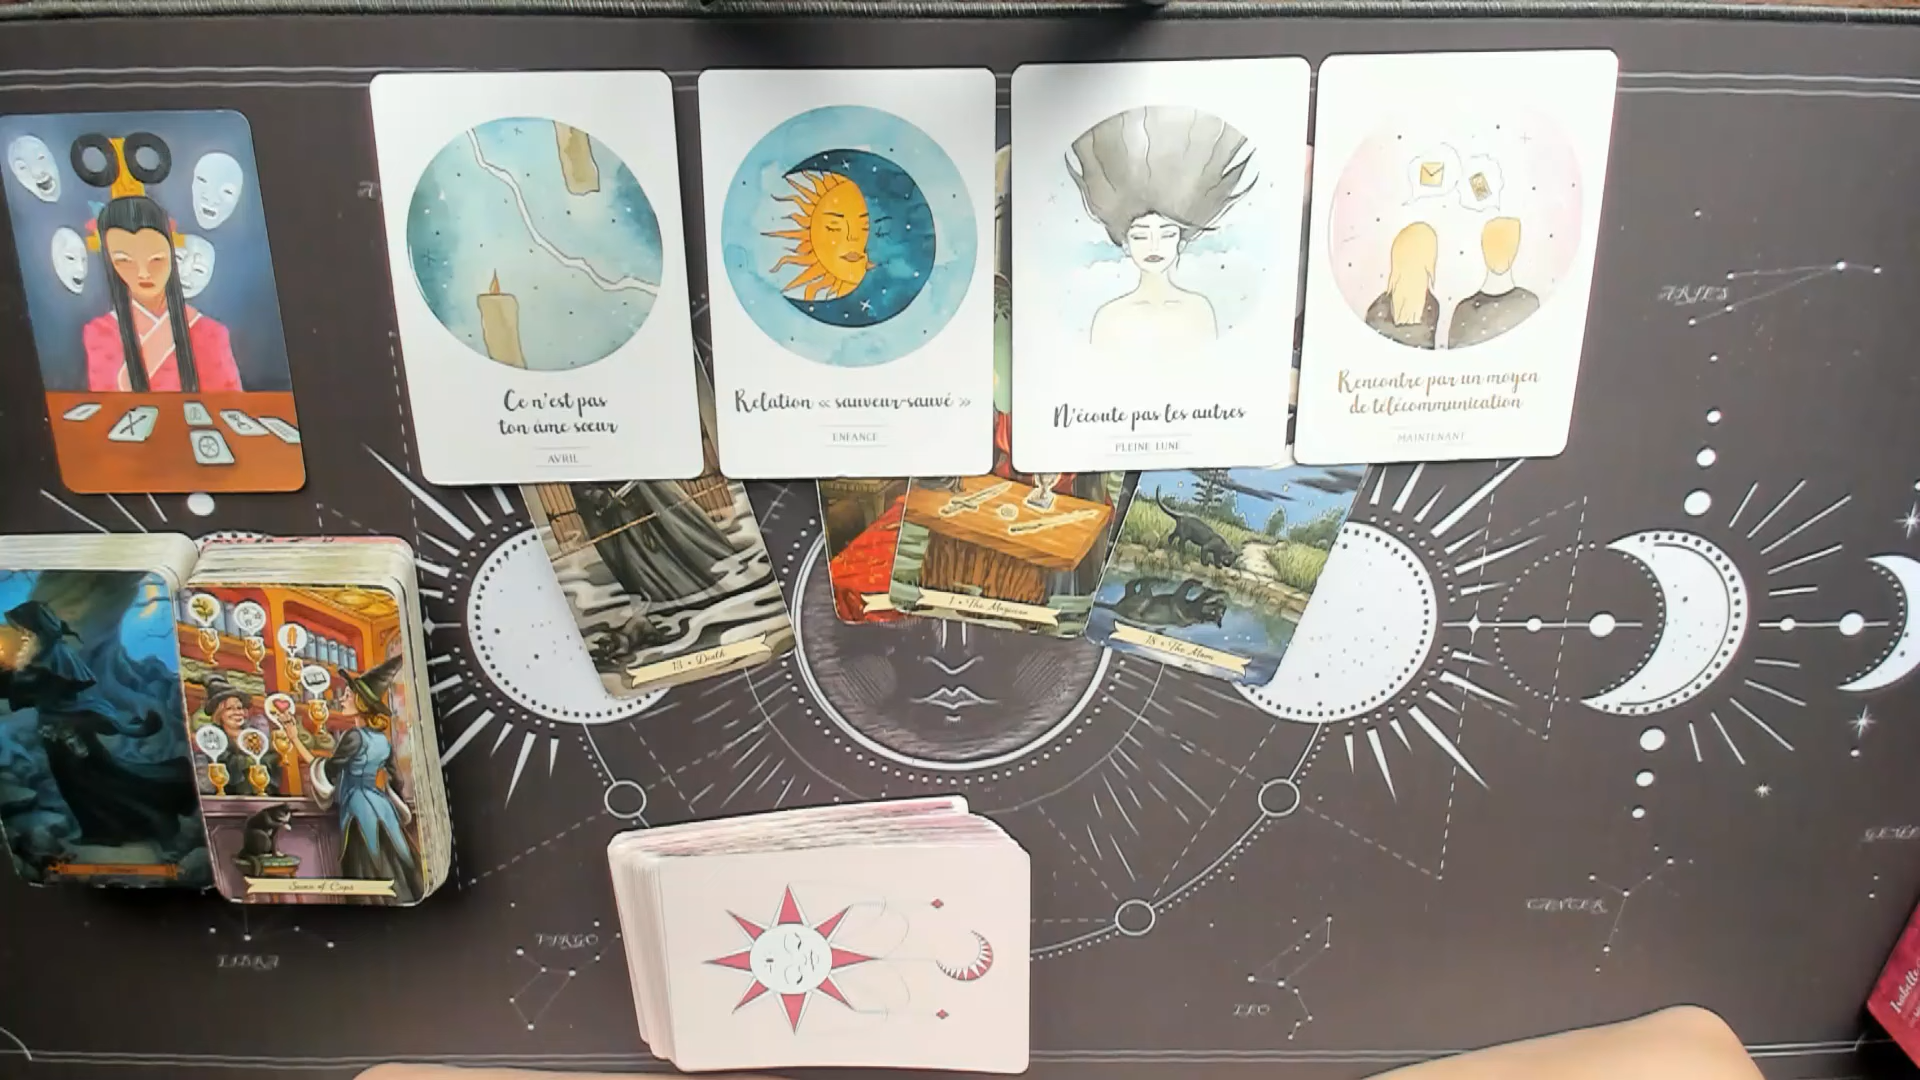 Ce n'est pas
ton âme sœur
AVRIL
Relation « sauveur-sauvé »
ENFANCE
N'écoute pas les autres
PLEINE LUNE
Rencontre par un moyen
de télécommunication
MAINTENANT
ARIES
1 • The Magician
13 • Death
18 • The Moon
Seven of Cups
CANCER
VIRGO
LIBRA
LEO
Isabelle